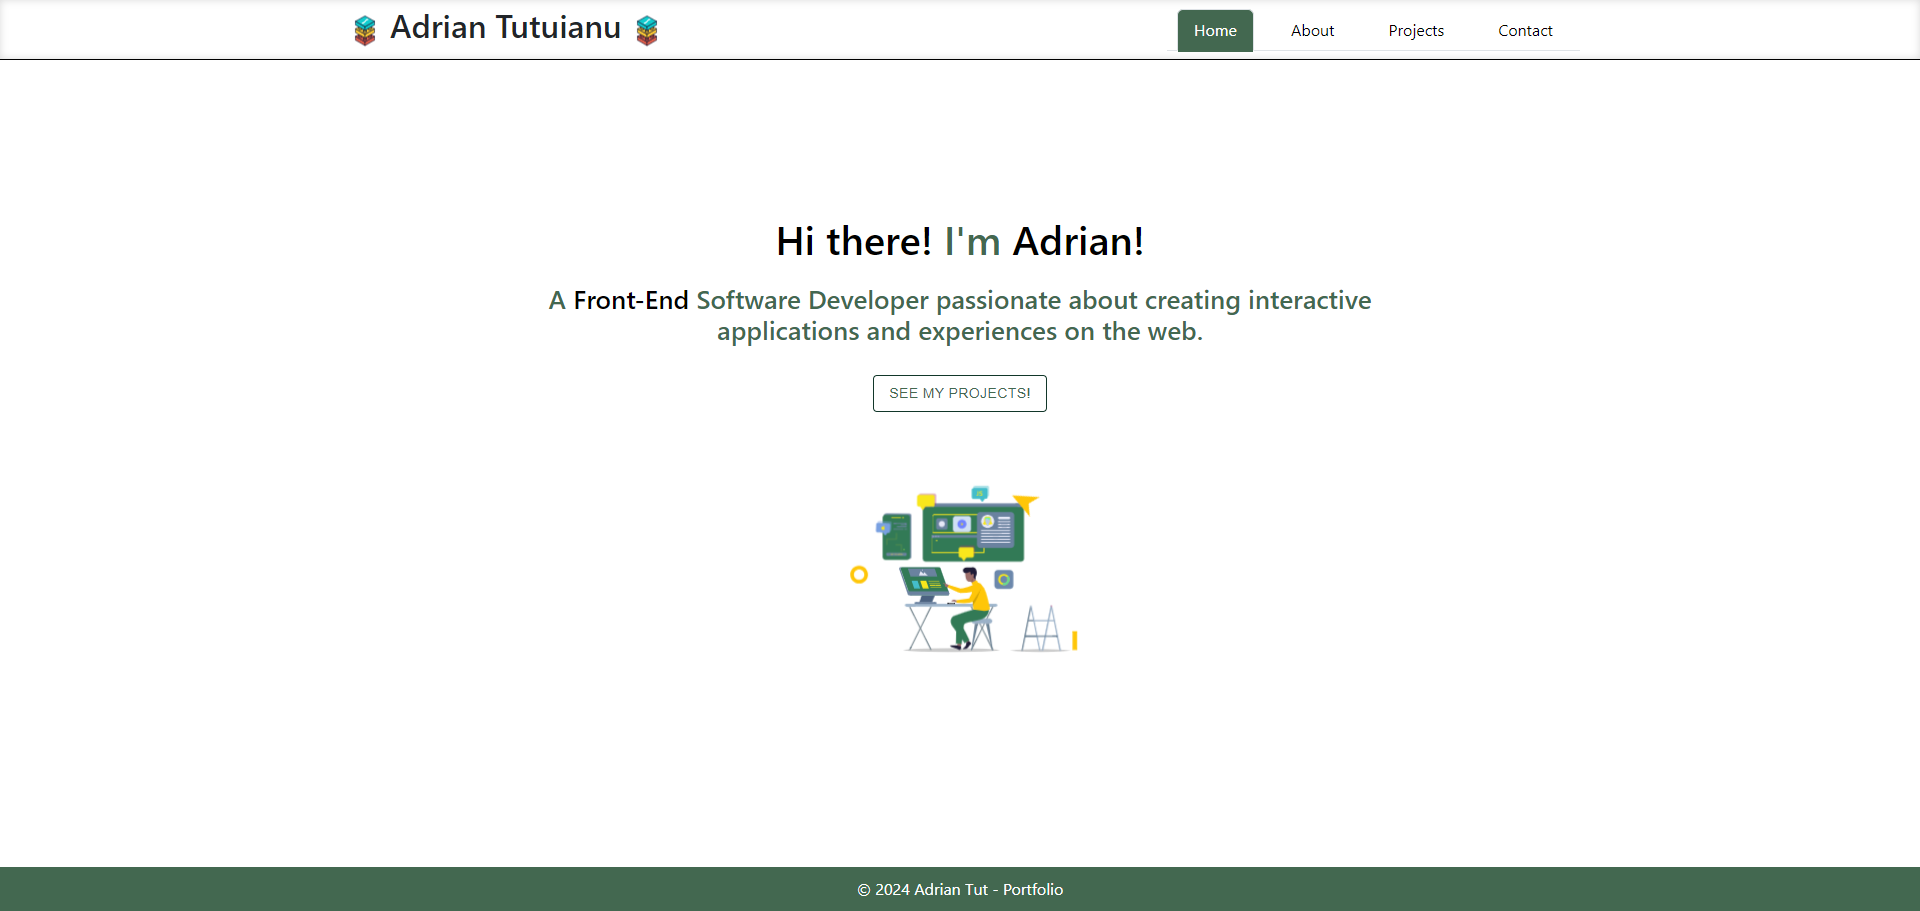 Adrian Tutuianu
Home About Projects Contact
Hi there! I'm Adrian!
A Front-End Software Developer passionate about creating interactive
applications and experiences on the web.
SEE MY PROJECTS!
© 2024 Adrian Tut - Portfolio